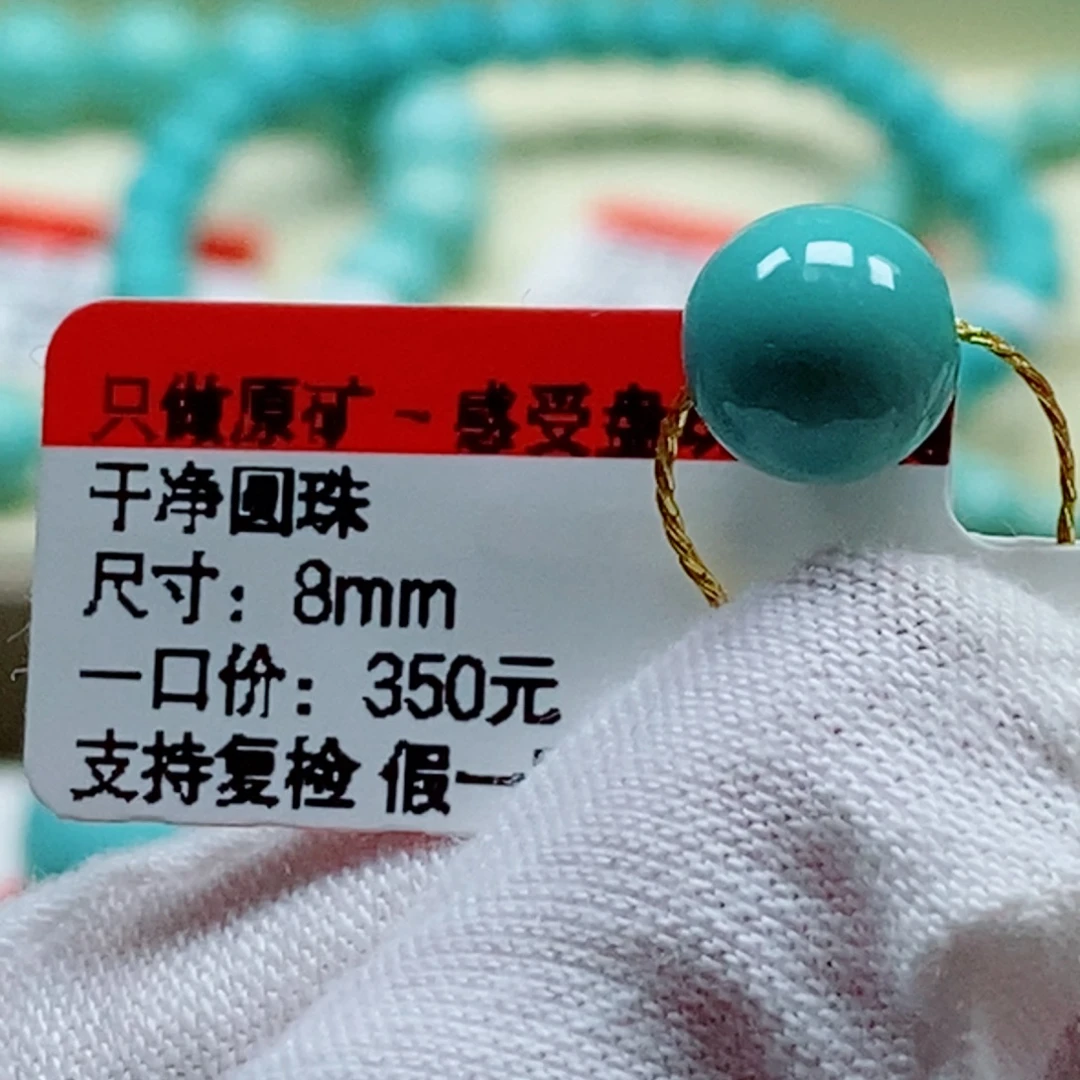 只做原矿 ~ 感受盘
干净圆珠
尺寸：8mm
一口价：350元
支持复检 假一